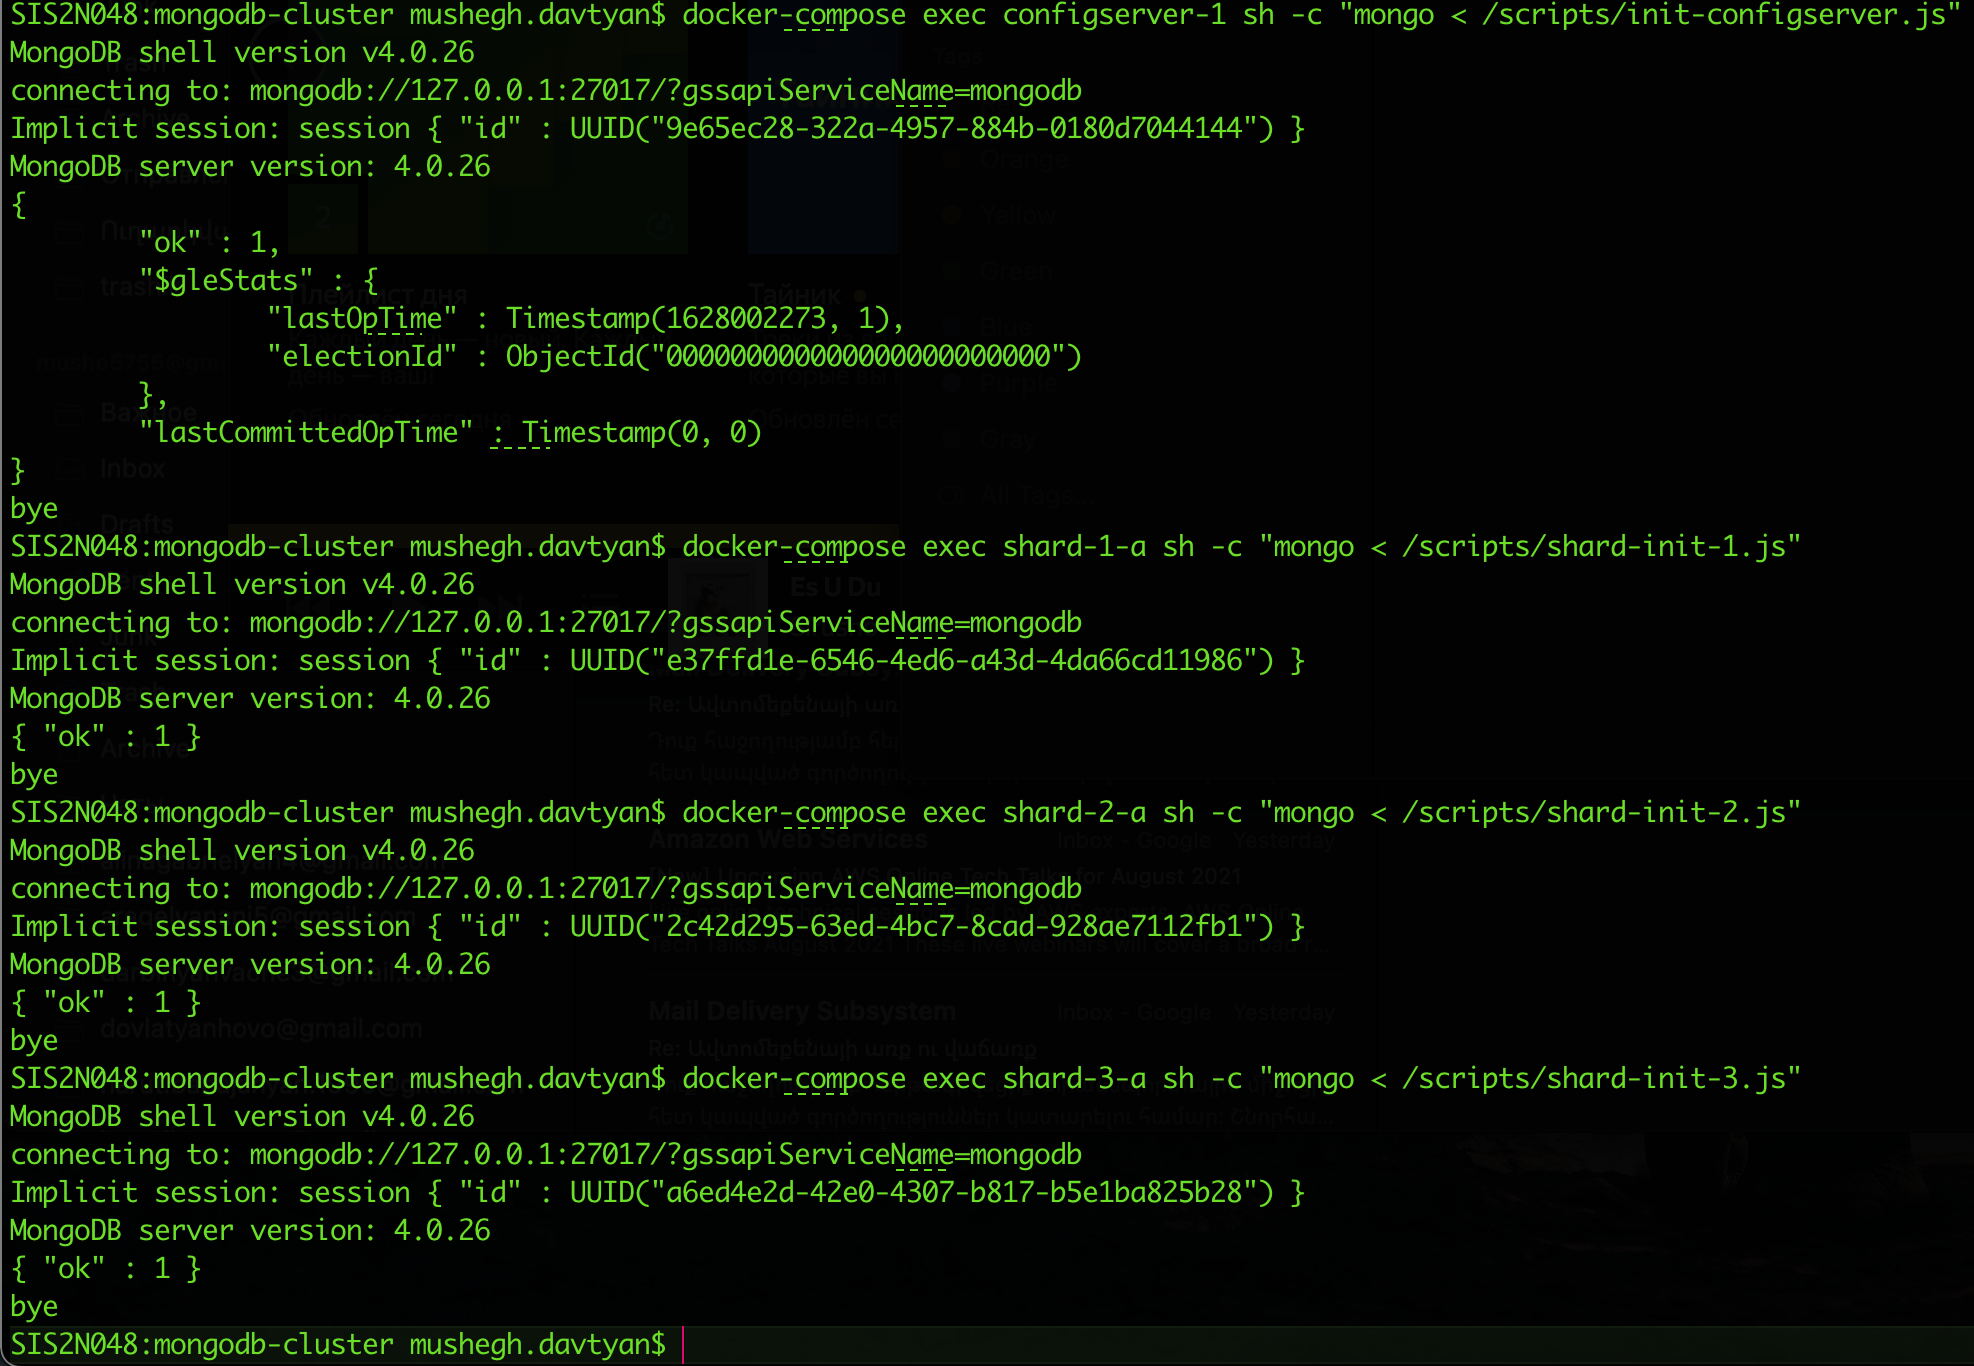 SIS2N048:mongodb-cluster mushegh.davtyan$ docker-compose exec configserver-1 sh -c "mongo < /scripts/init-configserver.js"
MongoDB shell version v4.0.26
connecting to: mongodb://127.0.0.1:27017/?gssapiServiceName=mongodb
Implicit session: session { "id" : UUID("9e65ec28-322a-4957-884b-0180d7044144") }
MongoDB server version: 4.0.26
{
	"ok" : 1,
	"$gleStats" : {
		"lastOpTime" : Timestamp(1628002273, 1),
		"electionId" : ObjectId("000000000000000000000000")
	},
	"lastCommittedOpTime" : Timestamp(0, 0)
}
bye
SIS2N048:mongodb-cluster mushegh.davtyan$ docker-compose exec shard-1-a sh -c "mongo < /scripts/shard-init-1.js"
MongoDB shell version v4.0.26
connecting to: mongodb://127.0.0.1:27017/?gssapiServiceName=mongodb
Implicit session: session { "id" : UUID("e37ffd1e-6546-4ed6-a43d-4da66cd11986") }
MongoDB server version: 4.0.26
{ "ok" : 1 }
bye
SIS2N048:mongodb-cluster mushegh.davtyan$ docker-compose exec shard-2-a sh -c "mongo < /scripts/shard-init-2.js"
MongoDB shell version v4.0.26
connecting to: mongodb://127.0.0.1:27017/?gssapiServiceName=mongodb
Implicit session: session { "id" : UUID("2c42d295-63ed-4bc7-8cad-928ae7112fb1") }
MongoDB server version: 4.0.26
{ "ok" : 1 }
bye
SIS2N048:mongodb-cluster mushegh.davtyan$ docker-compose exec shard-3-a sh -c "mongo < /scripts/shard-init-3.js"
MongoDB shell version v4.0.26
connecting to: mongodb://127.0.0.1:27017/?gssapiServiceName=mongodb
Implicit session: session { "id" : UUID("a6ed4e2d-42e0-4307-b817-b5e1ba825b28") }
MongoDB server version: 4.0.26
{ "ok" : 1 }
bye
SIS2N048:mongodb-cluster mushegh.davtyan$